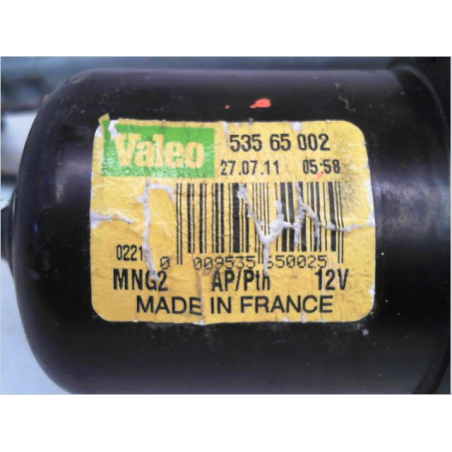 Valeo 535 65 002
27.07.11 05:58
0221
0 009535 650025
MNG2 AP/Pth 12V
MADE IN FRANCE